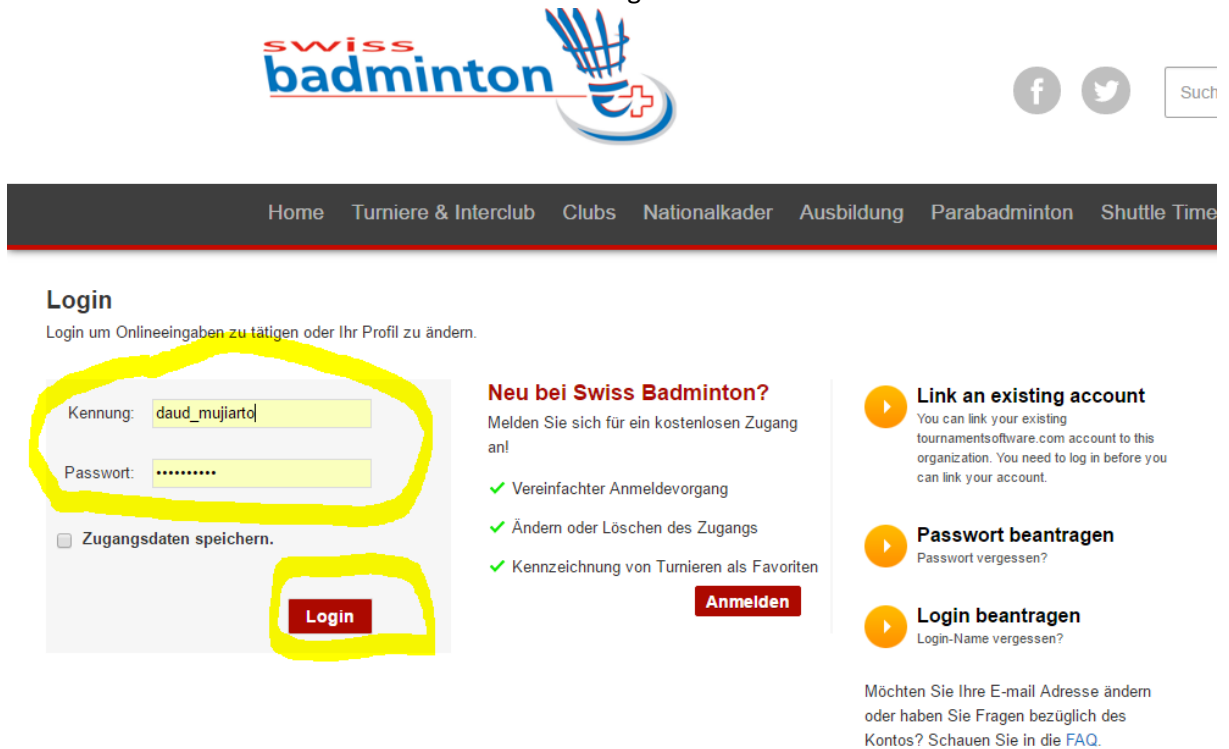 swiss
badminton
Such
Home Turniere & Interclub Clubs Nationalkader Ausbildung Parabadminton Shuttle Time
Login
Login um Onlineeingaben zu tätigen oder Ihr Profil zu ändern.
Kennung: daud_mujiarto
Passwort: ••••••••••
Zugangsdaten speichern.
Login
Neu bei Swiss Badminton?
Melden Sie sich für ein kostenlosen Zugang
an!
Vereinfachter Anmeldevorgang
Ändern oder Löschen des Zugangs
Kennzeichnung von Turnieren als Favoriten
Anmelden
Link an existing account
You can link your existing
tournamentsoftware.com account to this
organization. You need to log in before you
can link your account.
Passwort beantragen
Passwort vergessen?
Login beantragen
Login-Name vergessen?
Möchten Sie Ihre E-mail Adresse ändern
oder haben Sie Fragen bezüglich des
Kontos? Schauen Sie in die FAQ.